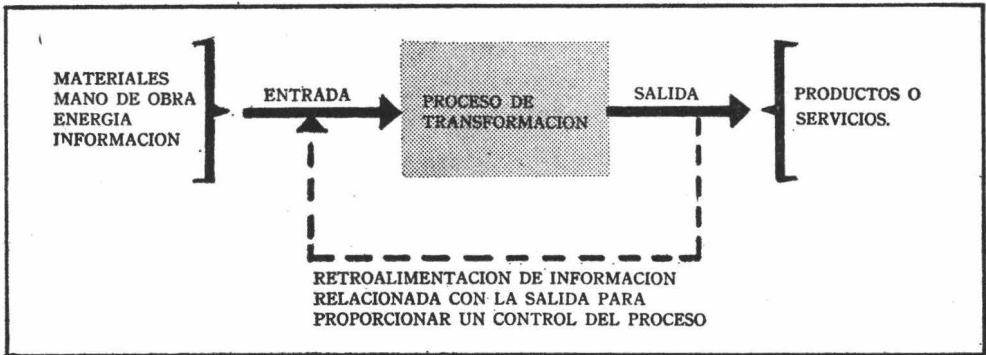 MATERIALES
MANO DE OBRA
ENERGIA
INFORMACION
ENTRADA
PROCESO DE
TRANSFORMACION
SALIDA
PRODUCTOS O
SERVICIOS.
RETROALIMENTACION DE INFORMACION
RELACIONADA CON LA SALIDA PARA
PROPORCIONAR UN CONTROL DEL PROCESO